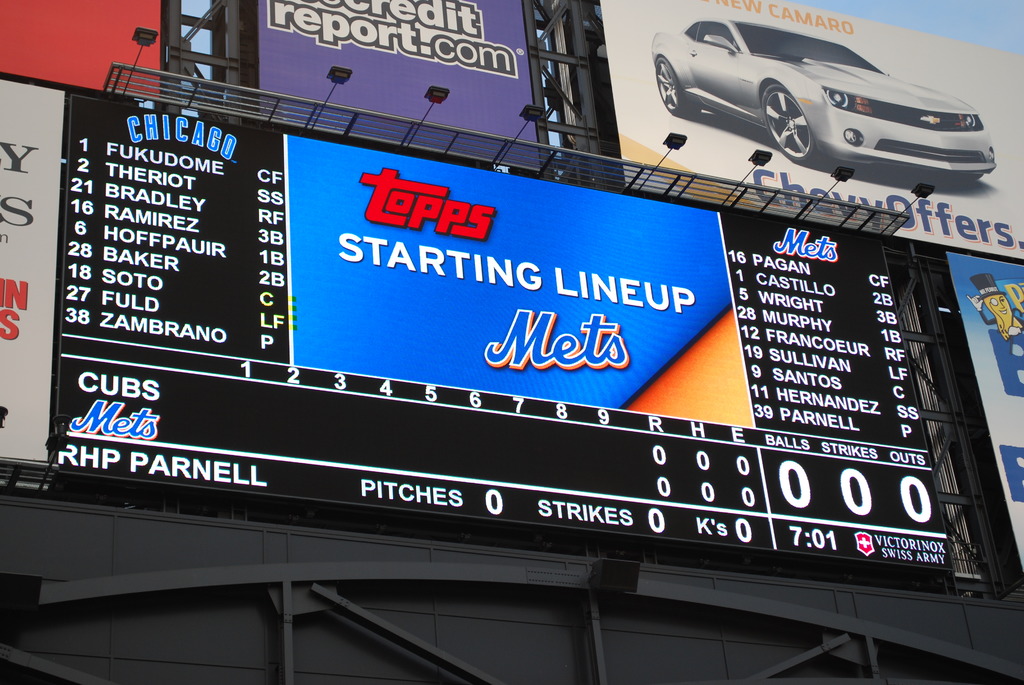 credit
report.com
NEW CAMARO
ChevyOffers.
Y
S
IN
S
CHICAGO
1 FUKUDOME CF
2 THERIOT SS
21 BRADLEY RF
16 RAMIREZ 3B
6 HOFFPAUIR 1B
28 BAKER 2B
18 SOTO C
27 FULD LF
38 ZAMBRANO P
Topps
STARTING LINEUP
Mets
Mets
16 PAGAN CF
1 CASTILLO 2B
5 WRIGHT 3B
28 MURPHY 1B
12 FRANCOEUR RF
19 SULLIVAN LF
9 SANTOS C
11 HERNANDEZ SS
39 PARNELL P
1 2 3 4 5 6 7 8 9 R H E
CUBS 0 0 0
Mets 0 0 0
BALLS STRIKES OUTS
0 0 0
RHP PARNELL PITCHES 0 STRIKES 0 K's 0
7:01 VICTORINOX
SWISS ARMY